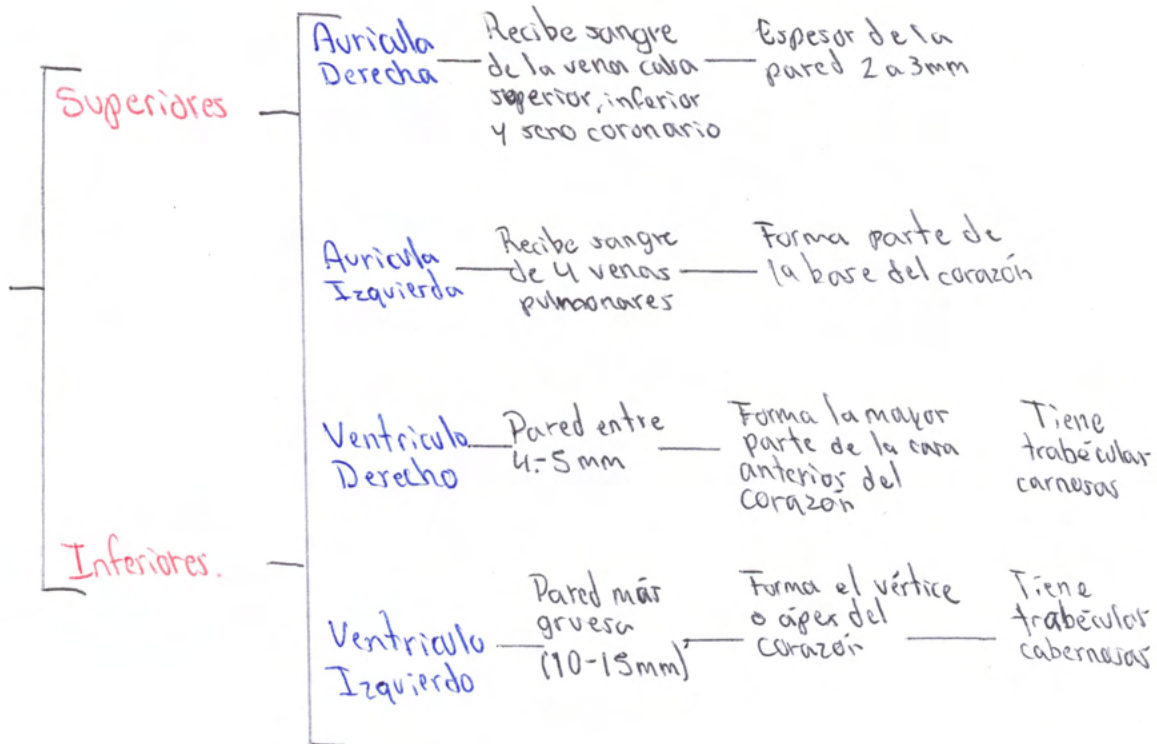 Superiores
Auricula
Derecha
Recibe sangre
de la vena cava
superior, inferior
y seno coronario
Espesor de la
pared 2 a 3mm
Auricula
Izquierda
Recibe sangre
de 4 venas
pulmonares
Forma parte de
la base del corazón
Inferiores.
Ventriculo
Derecho
Pared entre
4-5 mm
Forma la mayor
parte de la cara
anterios del
corazón
Tiene
trabécular
carnosas
Ventriculo
Izquierdo
Pared más
gruesa
(10-15mm)
Forma el vértice
o ápex del
corazón
Tiene
trabécular
cabernosas